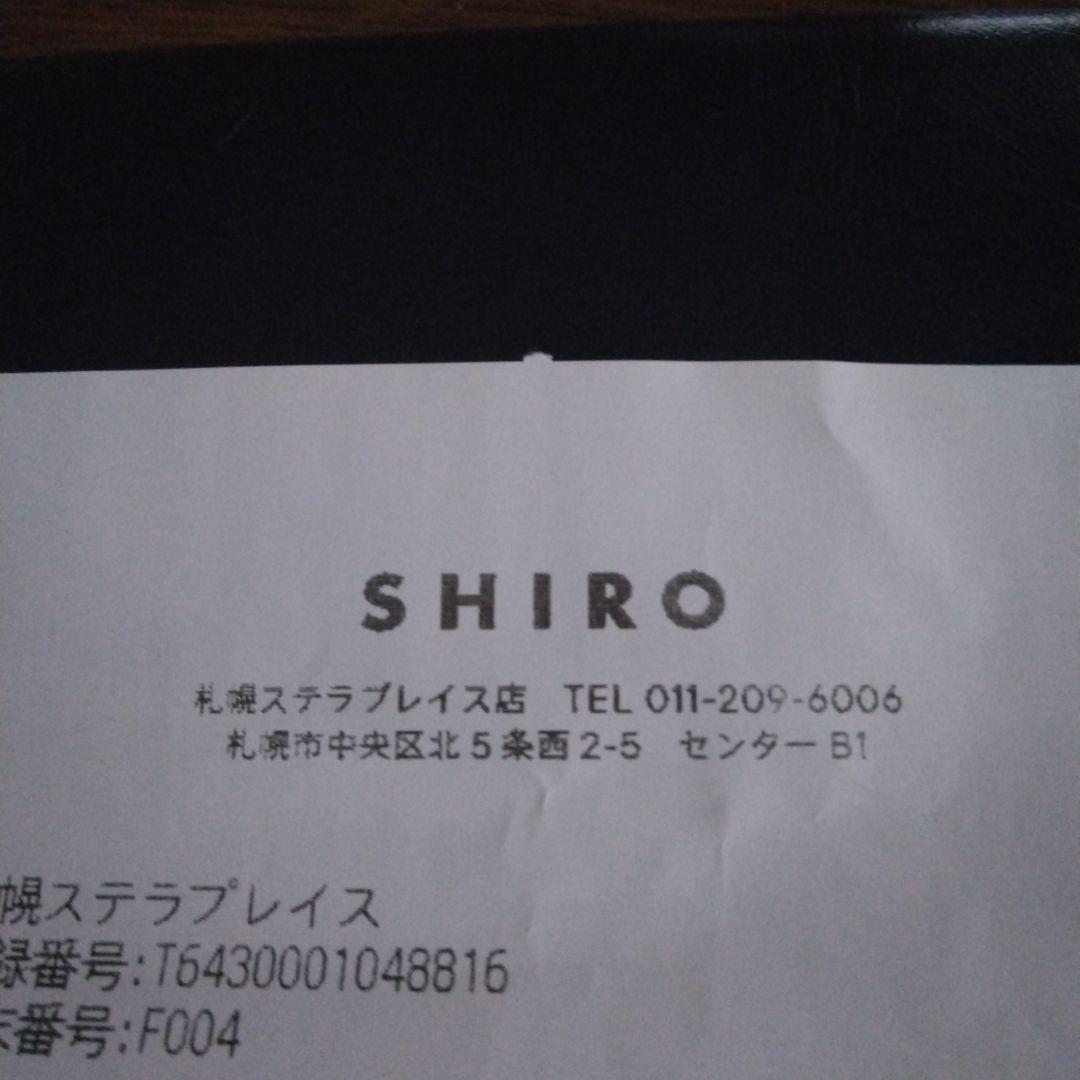 SHIRO
札幌ステラプレイス店 TEL 011-209-6006
札幌市中央区北5条西2-5 センターB1
幌ステラプレイス
録番号:T6430001048816
末番号:F004